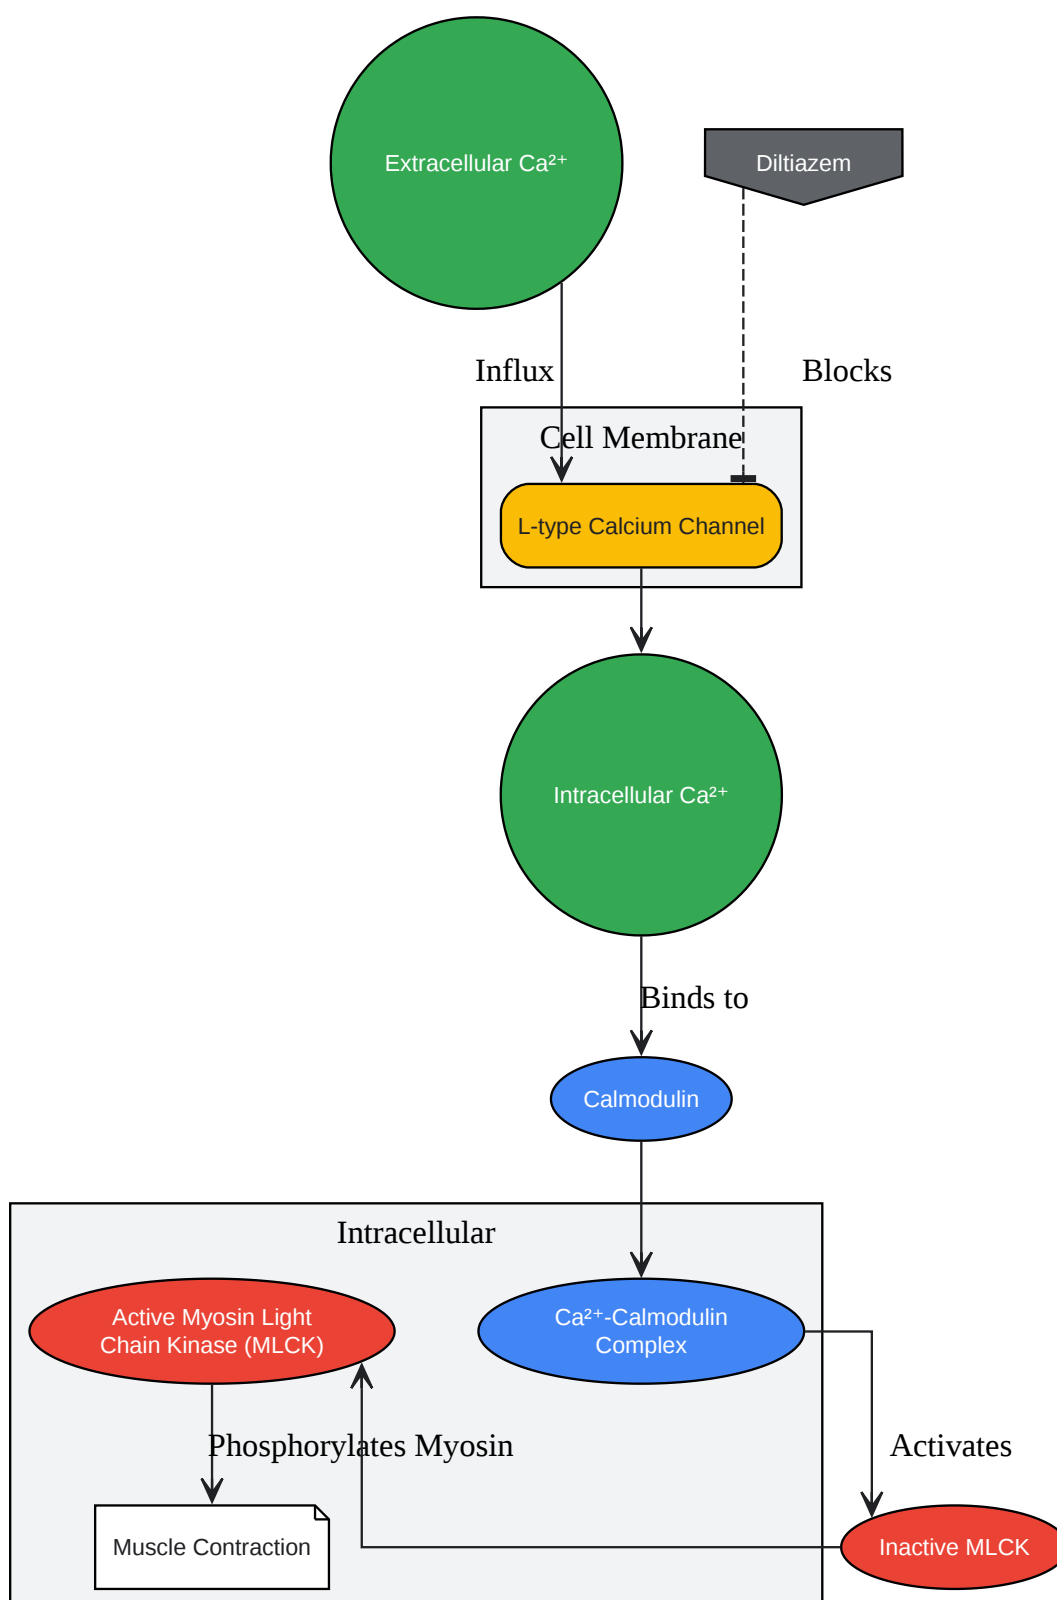 Extracellular Ca²⁺
Diltiazem
Influx
Blocks
Cell Membrane
L-type Calcium Channel
Intracellular Ca²⁺
Binds to
Calmodulin
Intracellular
Active Myosin Light
Chain Kinase (MLCK)
Ca²⁺-Calmodulin
Complex
Phosphorylates Myosin
Activates
Muscle Contraction
Inactive MLCK